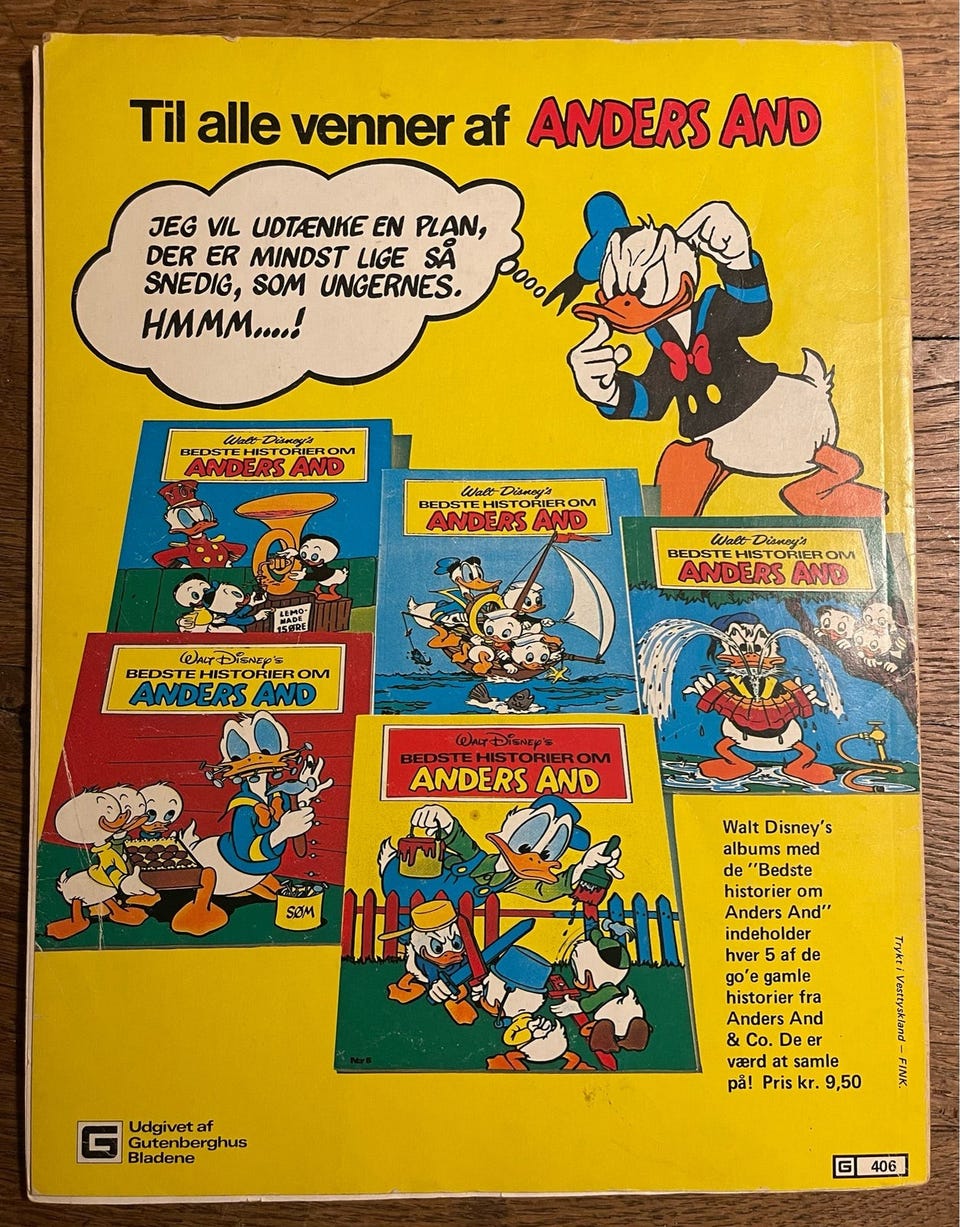 Til alle venner af ANDERS AND
JEG VIL UDTÆNKE EN PLAN,
DER ER MINDST LIGE SÅ
SNEDIG, SOM UNGERNES.
HMMM....!
Walt Disney's
BEDSTE HISTORIER OM
ANDERS AND
LEMO-
NADE
15 ØRE
Walt Disney's
BEDSTE HISTORIER OM
ANDERS AND
Walt Disney's
BEDSTE HISTORIER OM
ANDERS AND
WALT DISNEY'S
BEDSTE HISTORIER OM
ANDERS AND
SØM
WALT DISNEY'S
BEDSTE HISTORIER OM
ANDERS AND
Nr 6
Walt Disney's
albums med
de "Bedste
historier om
Anders And"
indeholder
hver 5 af de
go'e gamle
historier fra
Anders And
& Co. De er
værd at samle
på! Pris kr. 9,50
Trykt i Vesttyskland – FINK.
G
Udgivet af
Gutenberghus
Bladene
G 406